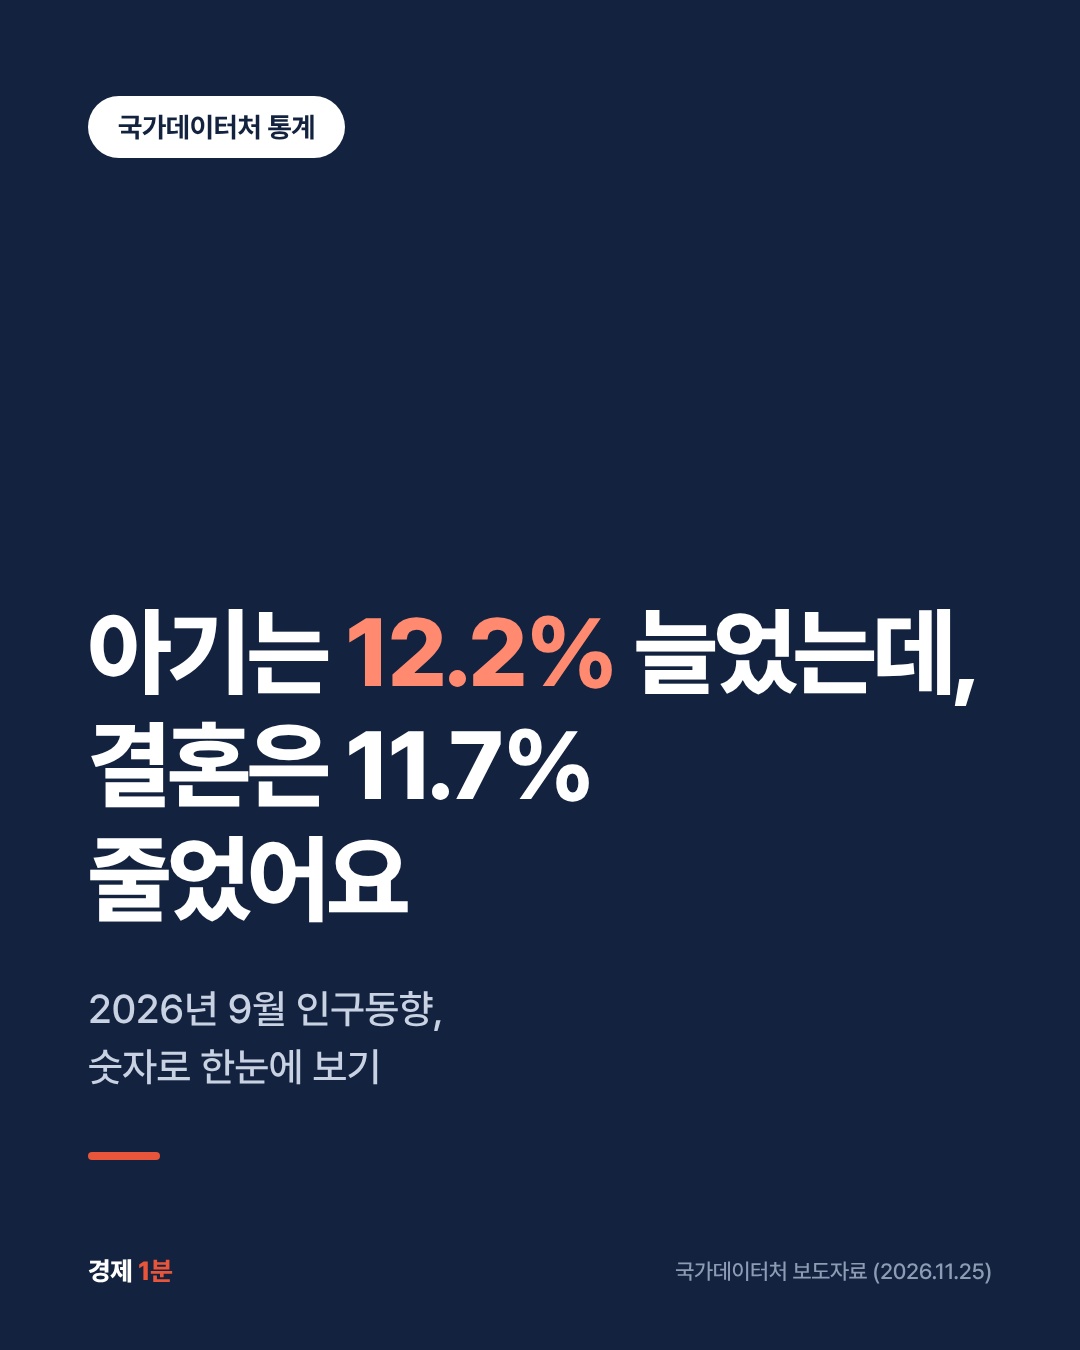 국가데이터처 통계
아기는 12.2% 늘었는데,
결혼은 11.7%
줄었어요
2026년 9월 인구동향,
숫자로 한눈에 보기
경제 1분
국가데이터처 보도자료 (2026.11.25)